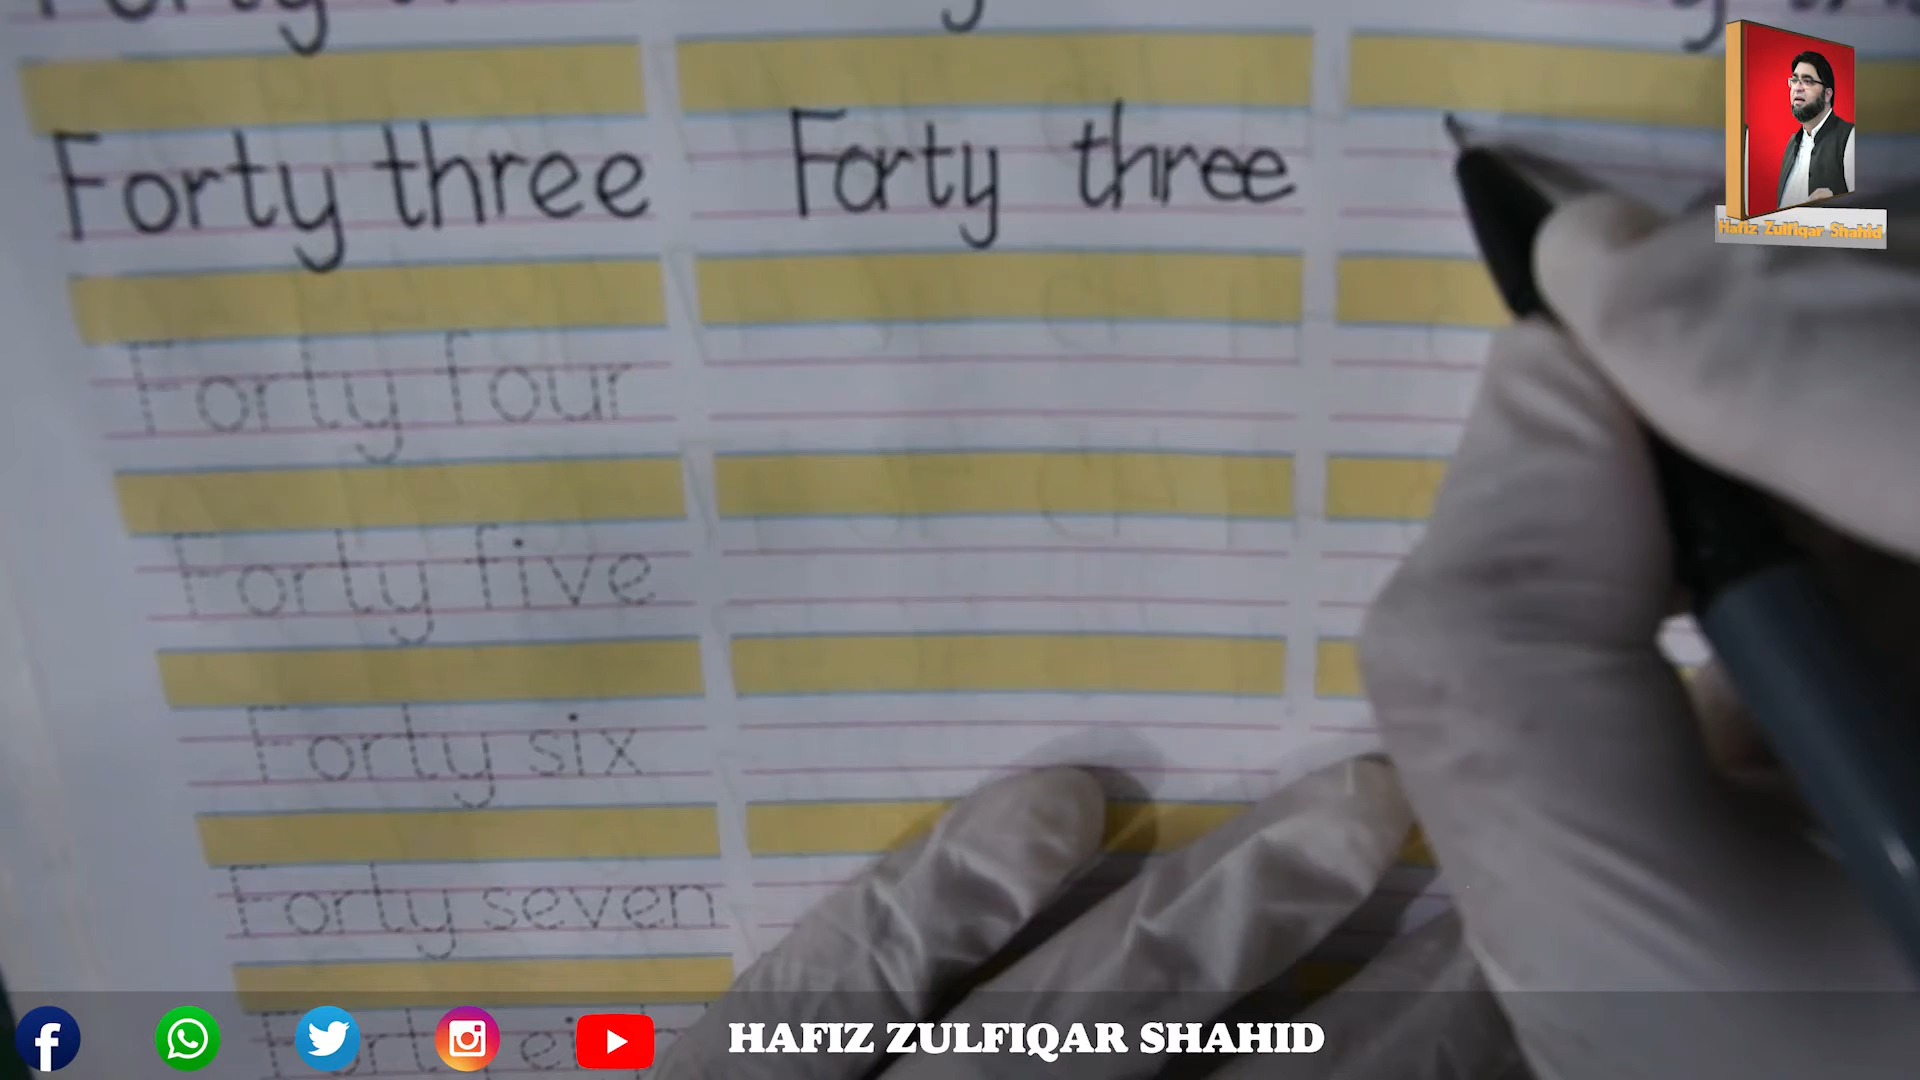 Forty three Forty three
Forty four
Forty five
Forty six
Forty seven
Hafiz Zulfiqar Shahid
HAFIZ ZULFIQAR SHAHID